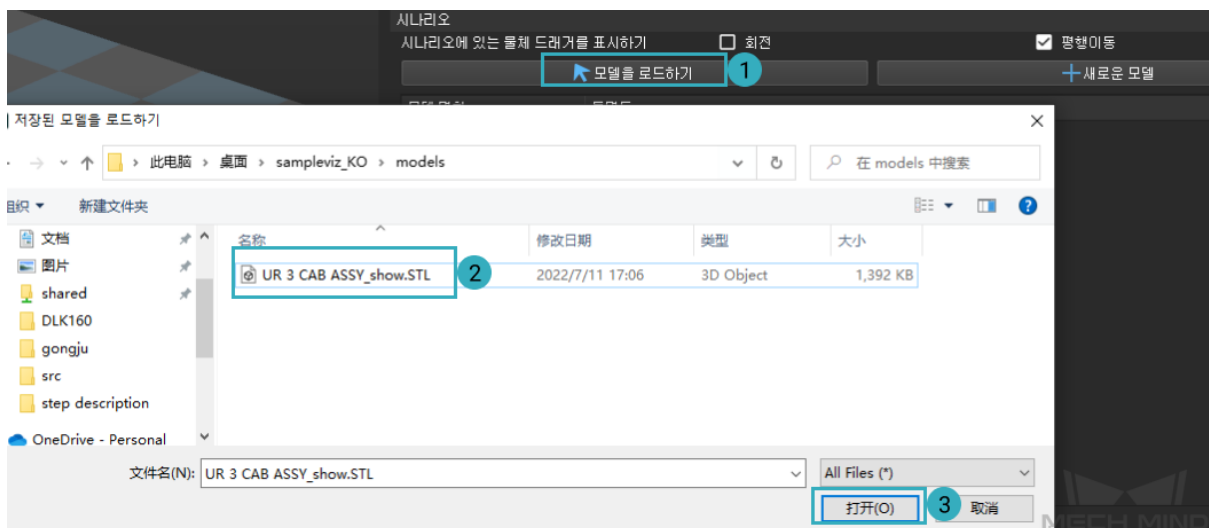 시나리오
시나리오에 있는 물체 드래거를 표시하기 회전 평행이동
모델을 로드하기 1 새로운 모델
저장된 모델을 로드하기
此电脑 › 桌面 › sampleviz_KO › models 在 models 中搜索
组织 新建文件夹
名称 修改日期 类型 大小
文档
图片
shared
DLK160
gongju
src
step description
OneDrive - Personal
UR 3 CAB ASSY_show.STL 2 2022/7/11 17:06 3D Object 1,392 KB
文件名(N): UR 3 CAB ASSY_show.STL All Files (*)
打开(O) 3 取消
MECH MIND